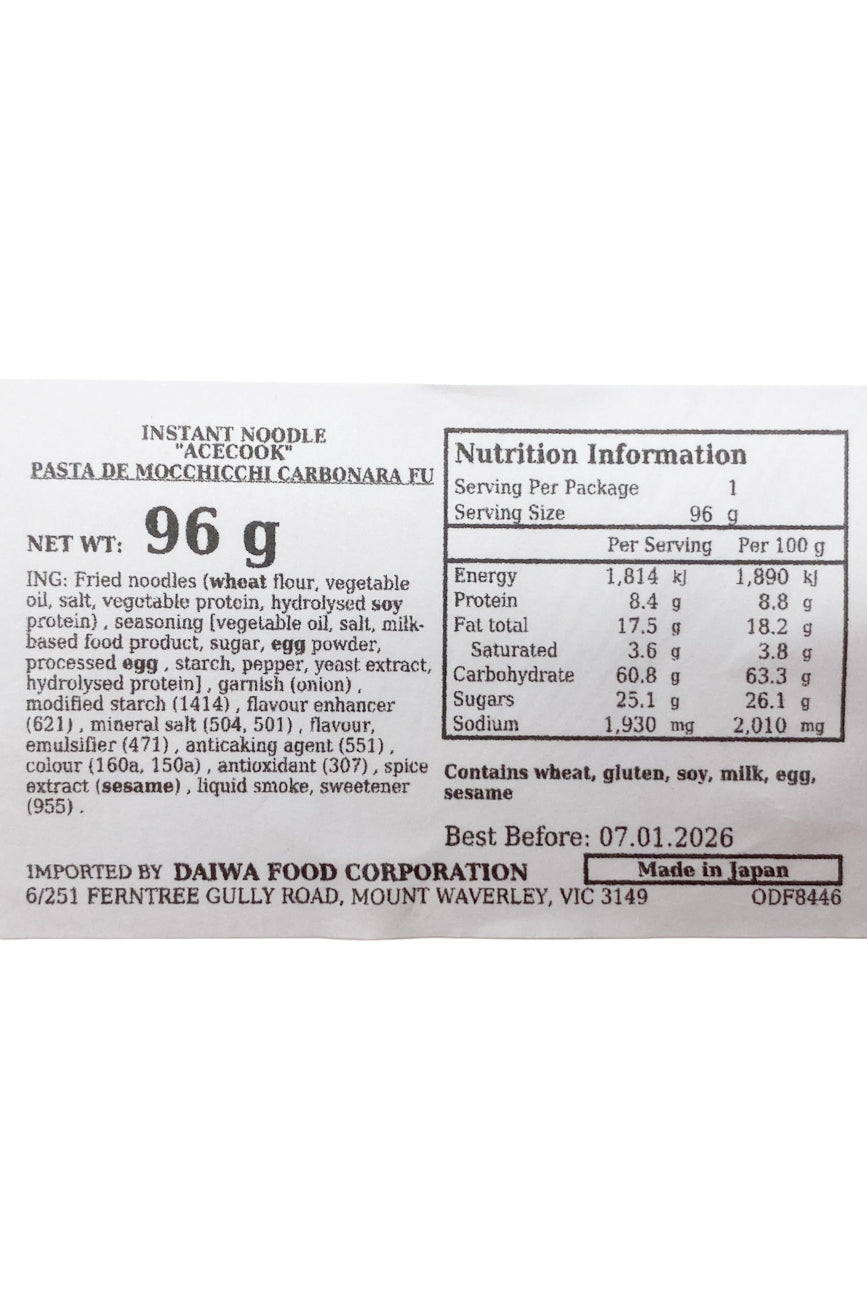 INSTANT NOODLE
"ACECOOK"
PASTA DE MOCCHICCHI CARBONARA FU
NET WT: 96 g
ING: Fried noodles (wheat flour, vegetable
oil, salt, vegetable protein, hydrolysed soy
protein) , seasoning [vegetable oil, salt, milk-
based food product, sugar, egg powder,
processed egg , starch, pepper, yeast extract,
hydrolysed protein] , garnish (onion) ,
modified starch (1414) , flavour enhancer
(621) , mineral salt (504, 501) , flavour,
emulsifier (471) , anticaking agent (551) ,
colour (160a, 150a) , antioxidant (307) , spice
extract (sesame) , liquid smoke, sweetener
(955) .
Nutrition Information
Serving Per Package 1
Serving Size 96 g
Per Serving Per 100 g
Energy 1,814 kJ 1,890 kJ
Protein 8.4 g 8.8 g
Fat total 17.5 g 18.2 g
Saturated 3.6 g 3.8 g
Carbohydrate 60.8 g 63.3 g
Sugars 25.1 g 26.1 g
Sodium 1,930 mg 2,010 mg
Contains wheat, gluten, soy, milk, egg,
sesame
Best Before: 07.01.2026
IMPORTED BY DAIWA FOOD CORPORATION Made in Japan
6/251 FERNTREE GULLY ROAD, MOUNT WAVERLEY, VIC 3149 ODF8446